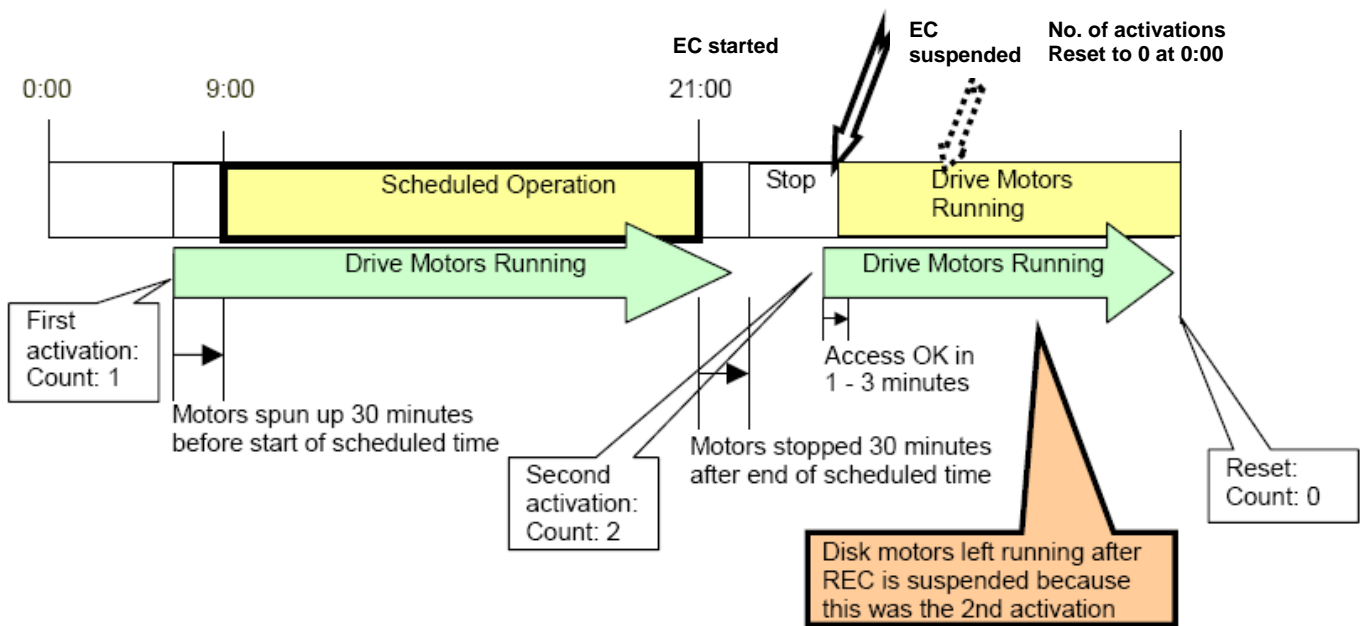 EC started
EC
suspended
No. of activations
Reset to 0 at 0:00
0:00
9:00
21:00
Scheduled Operation
Stop
Drive Motors
Running
Drive Motors Running
Drive Motors Running
First
activation:
Count: 1
Motors spun up 30 minutes
before start of scheduled time
Second
activation:
Count: 2
Motors stopped 30 minutes
after end of scheduled time
Access OK in
1 - 3 minutes
Reset:
Count: 0
Disk motors left running after
REC is suspended because
this was the 2nd activation